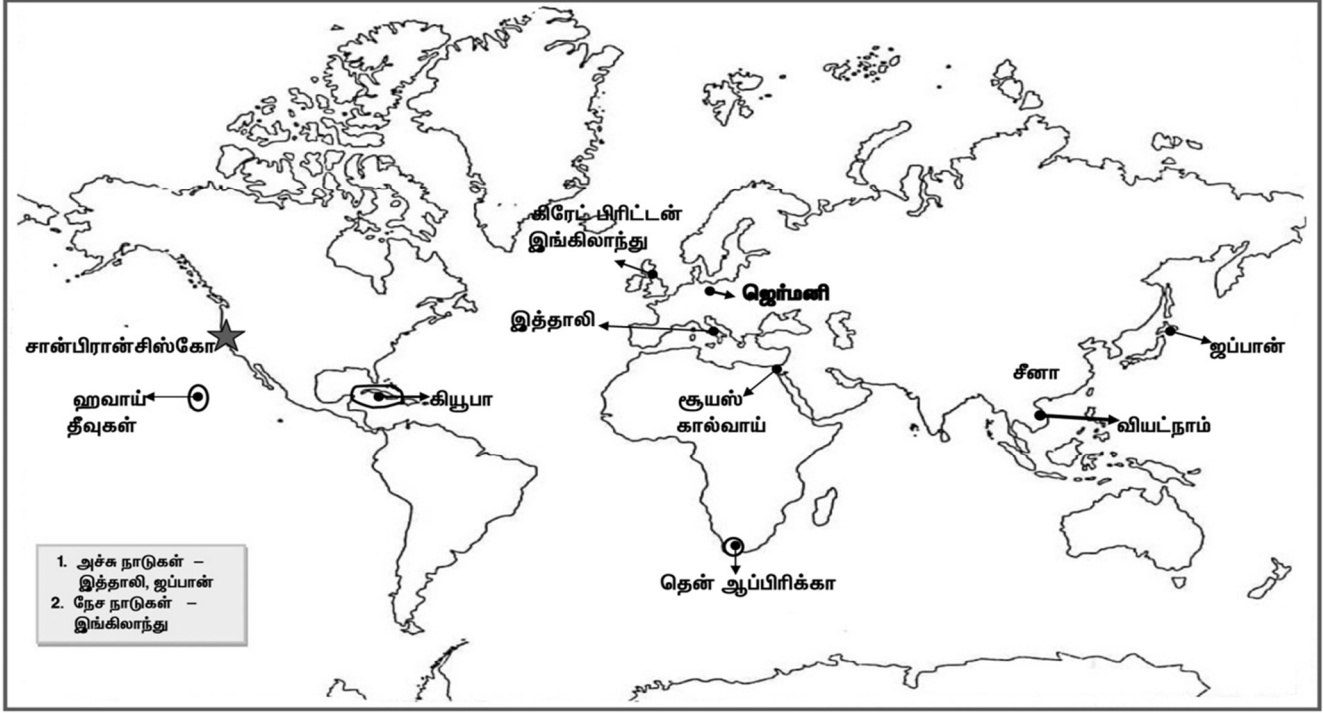 கிரேட் பிரிட்டன்
இங்கிலாந்து
ஜெர்மனி
இத்தாலி
சான்பிரான்சிஸ்கோ
ஜப்பான்
சீனா
ஹவாய்
தீவுகள்
கியூபா
சூயஸ்
கால்வாய்
வியட்நாம்
தென் ஆப்பிரிக்கா
1. அச்சு நாடுகள் –
இத்தாலி, ஜப்பான்
2. நேச நாடுகள் –
இங்கிலாந்து